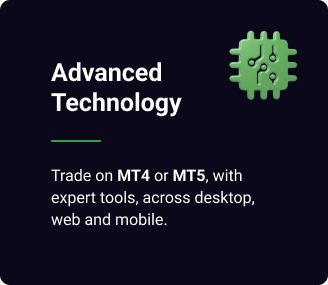 Advanced
Technology
Trade on MT4 or MT5, with
expert tools, across desktop,
web and mobile.